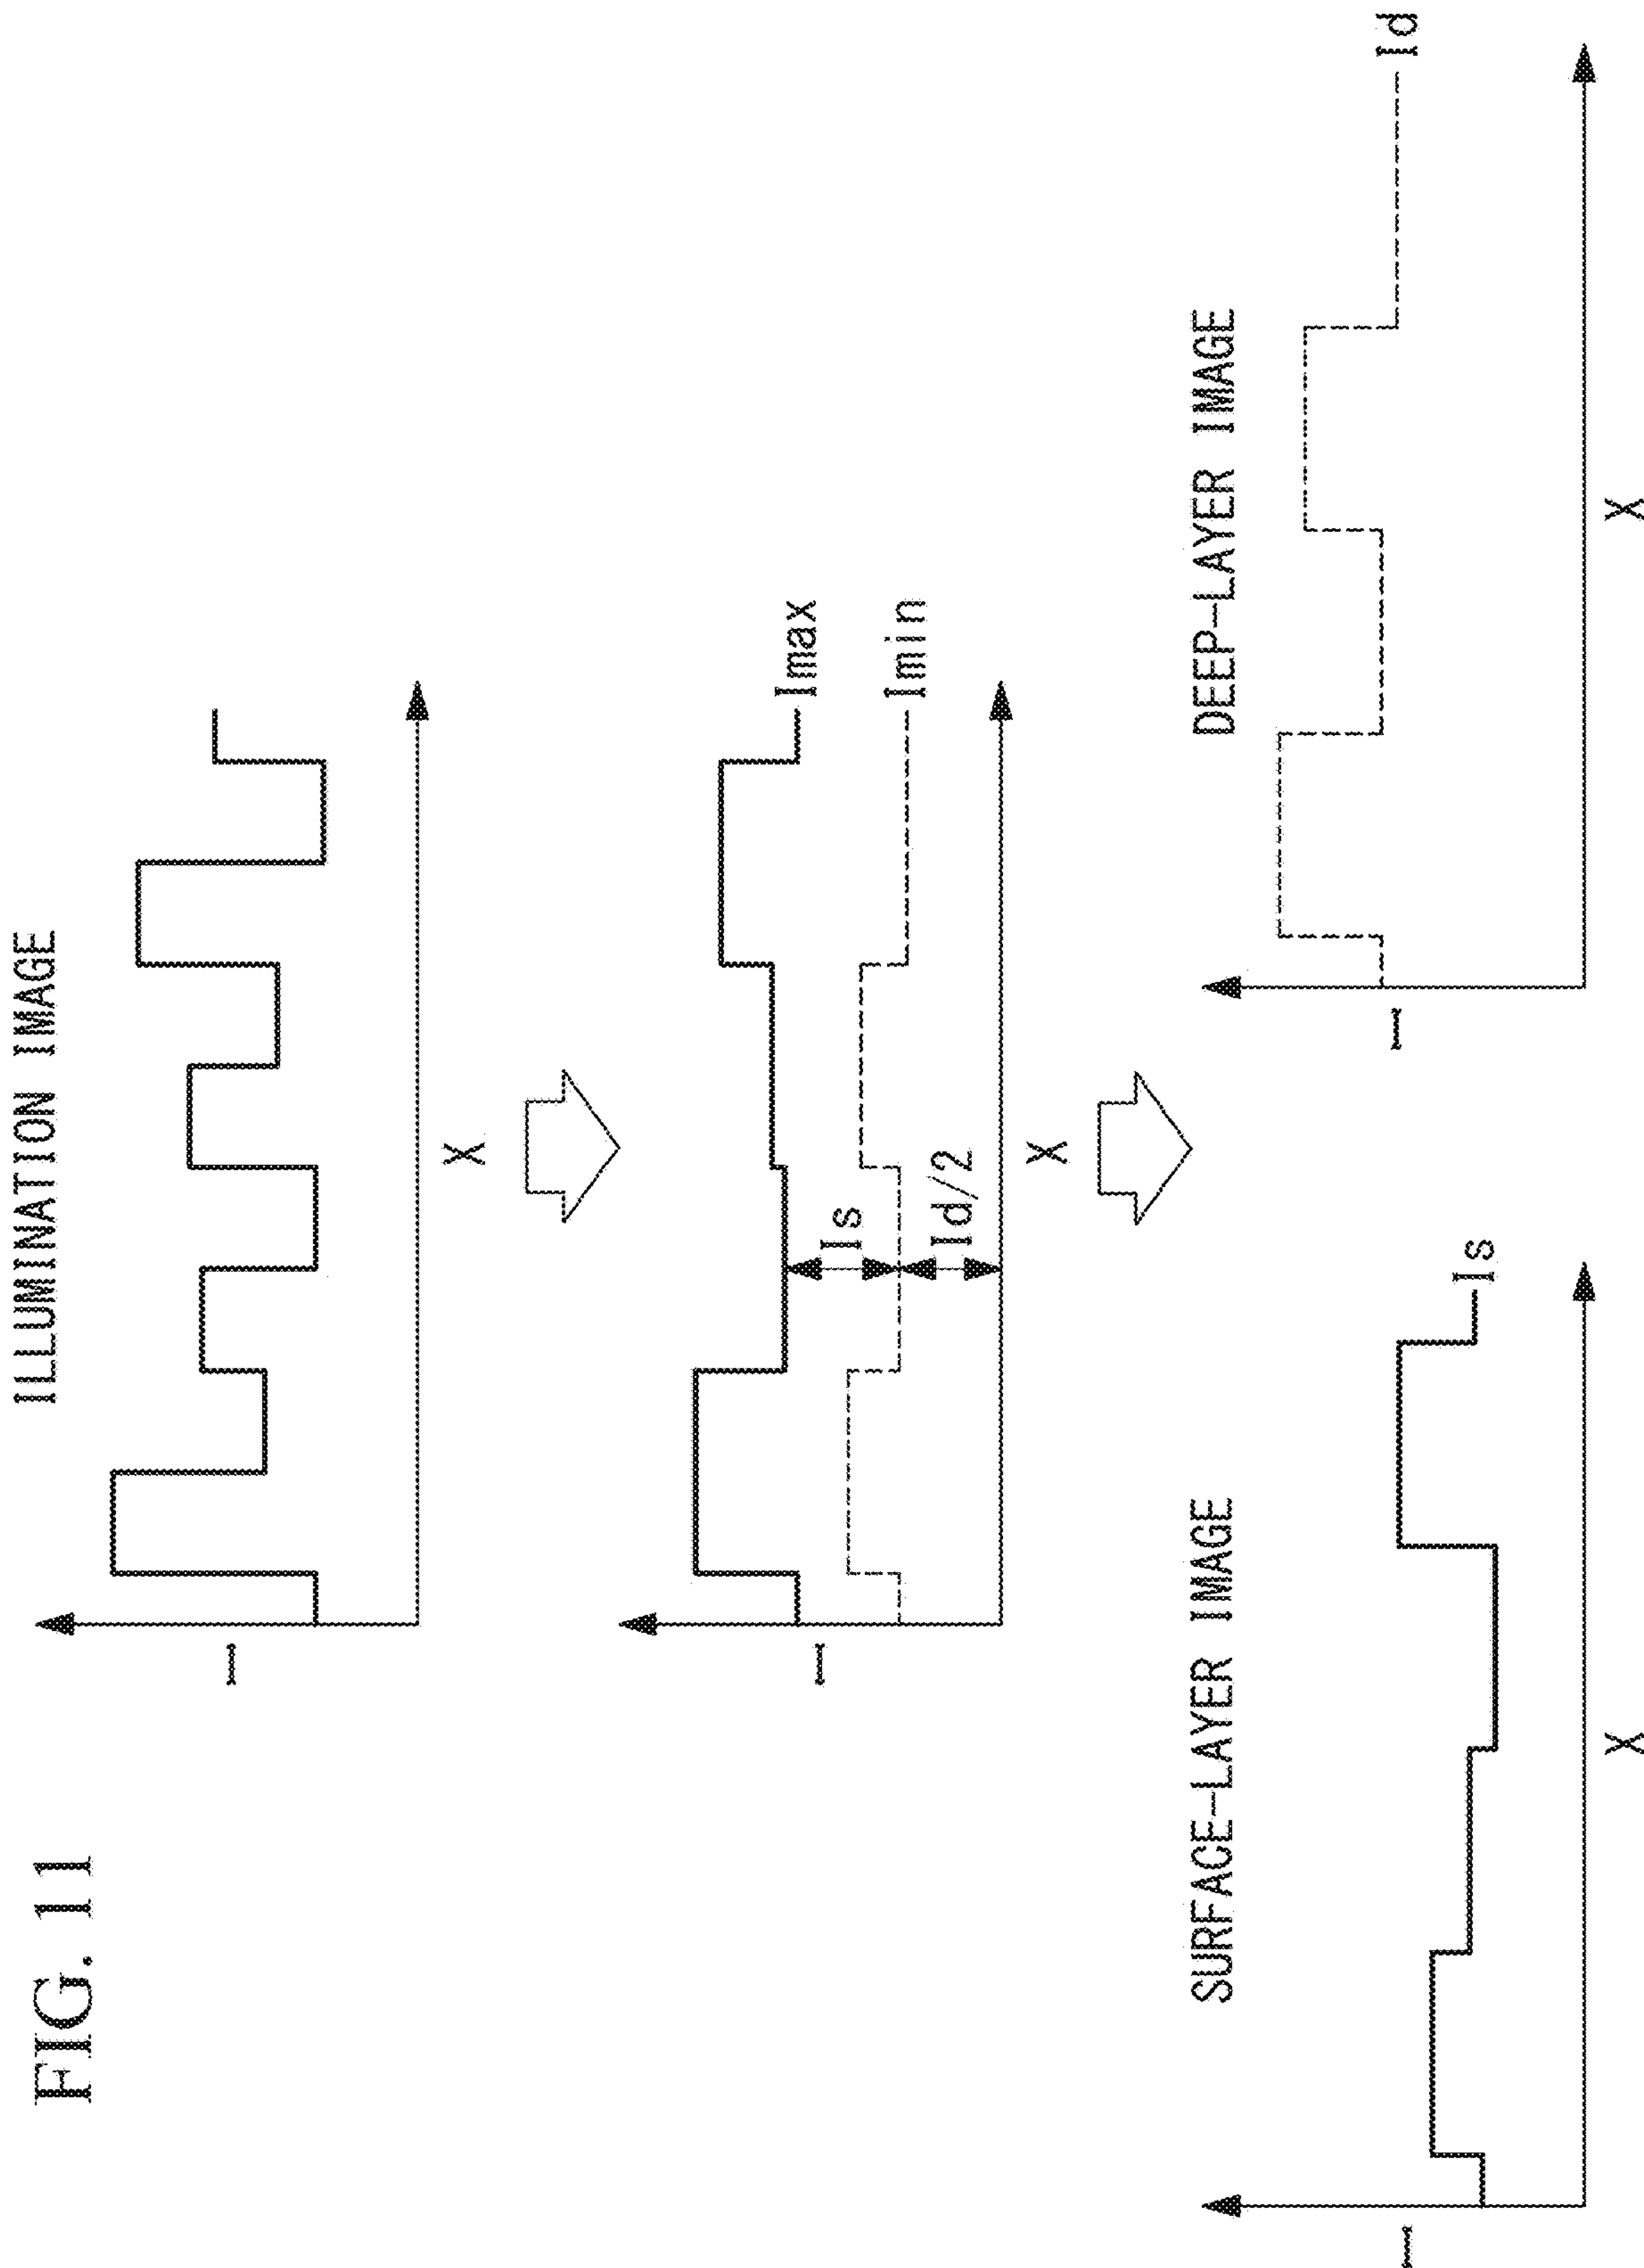 FIG. 11
ILLUMINATION IMAGE
I
X
Imax
Imin
Is
Id/2
I
X
SURFACE-LAYER IMAGE
I
Is
X
DEEP-LAYER IMAGE
I
Id
X